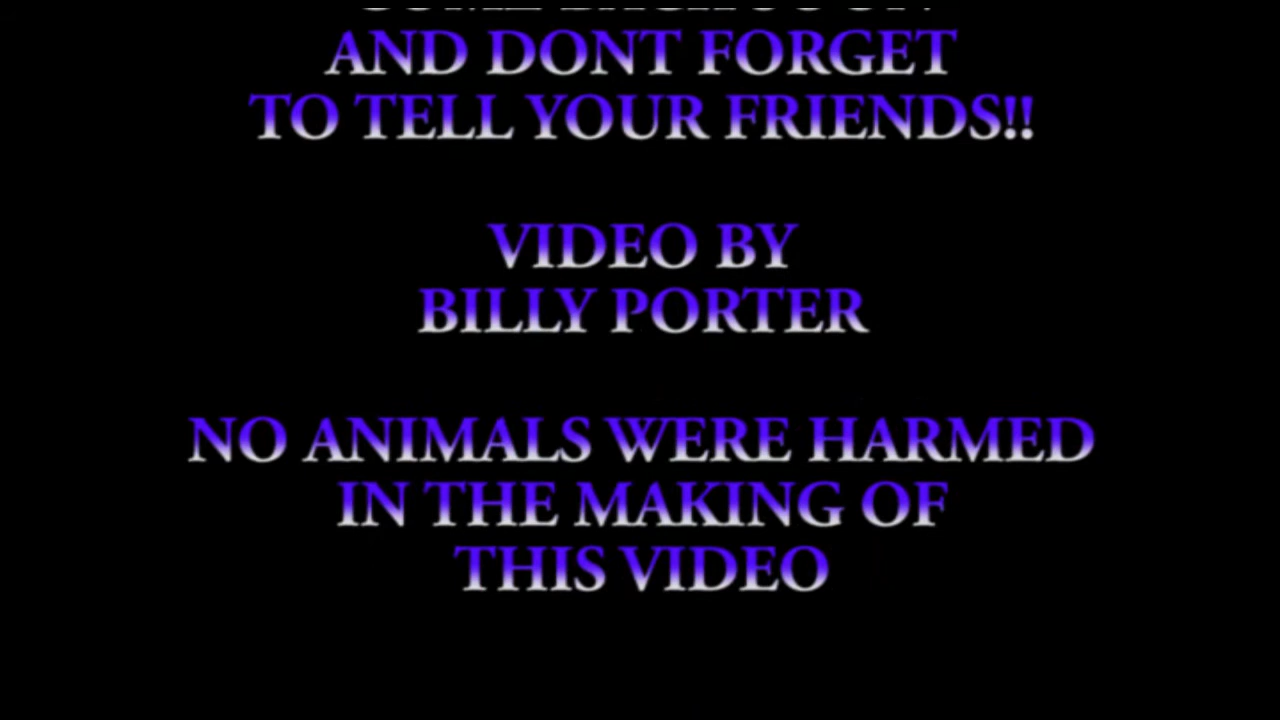 AND DONT FORGET
TO TELL YOUR FRIENDS!!
VIDEO BY
BILLY PORTER
NO ANIMALS WERE HARMED
IN THE MAKING OF
THIS VIDEO